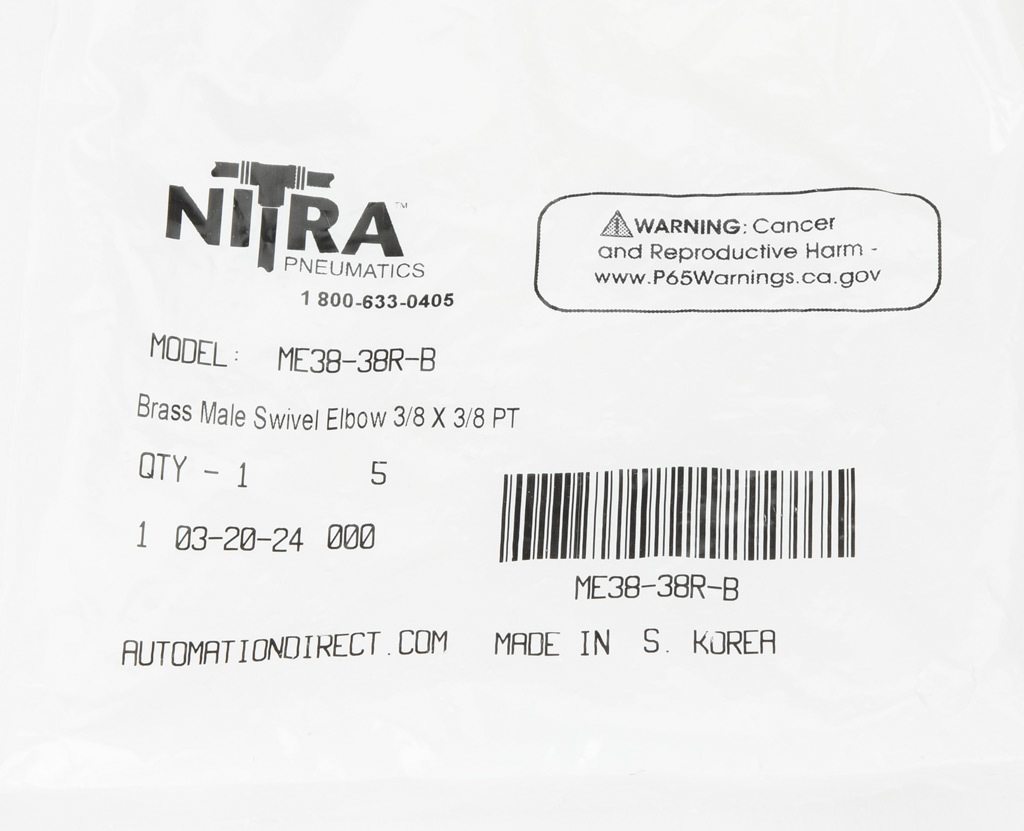 NITRA™
PNEUMATICS
1 800-633-0405
WARNING: Cancer
and Reproductive Harm -
www.P65Warnings.ca.gov
MODEL: ME38-38R-B
Brass Male Swivel Elbow 3/8 X 3/8 PT
QTY - 1 5
1 03-20-24 000
ME38-38R-B
AUTOMATIONDIRECT.COM MADE IN S. KOREA